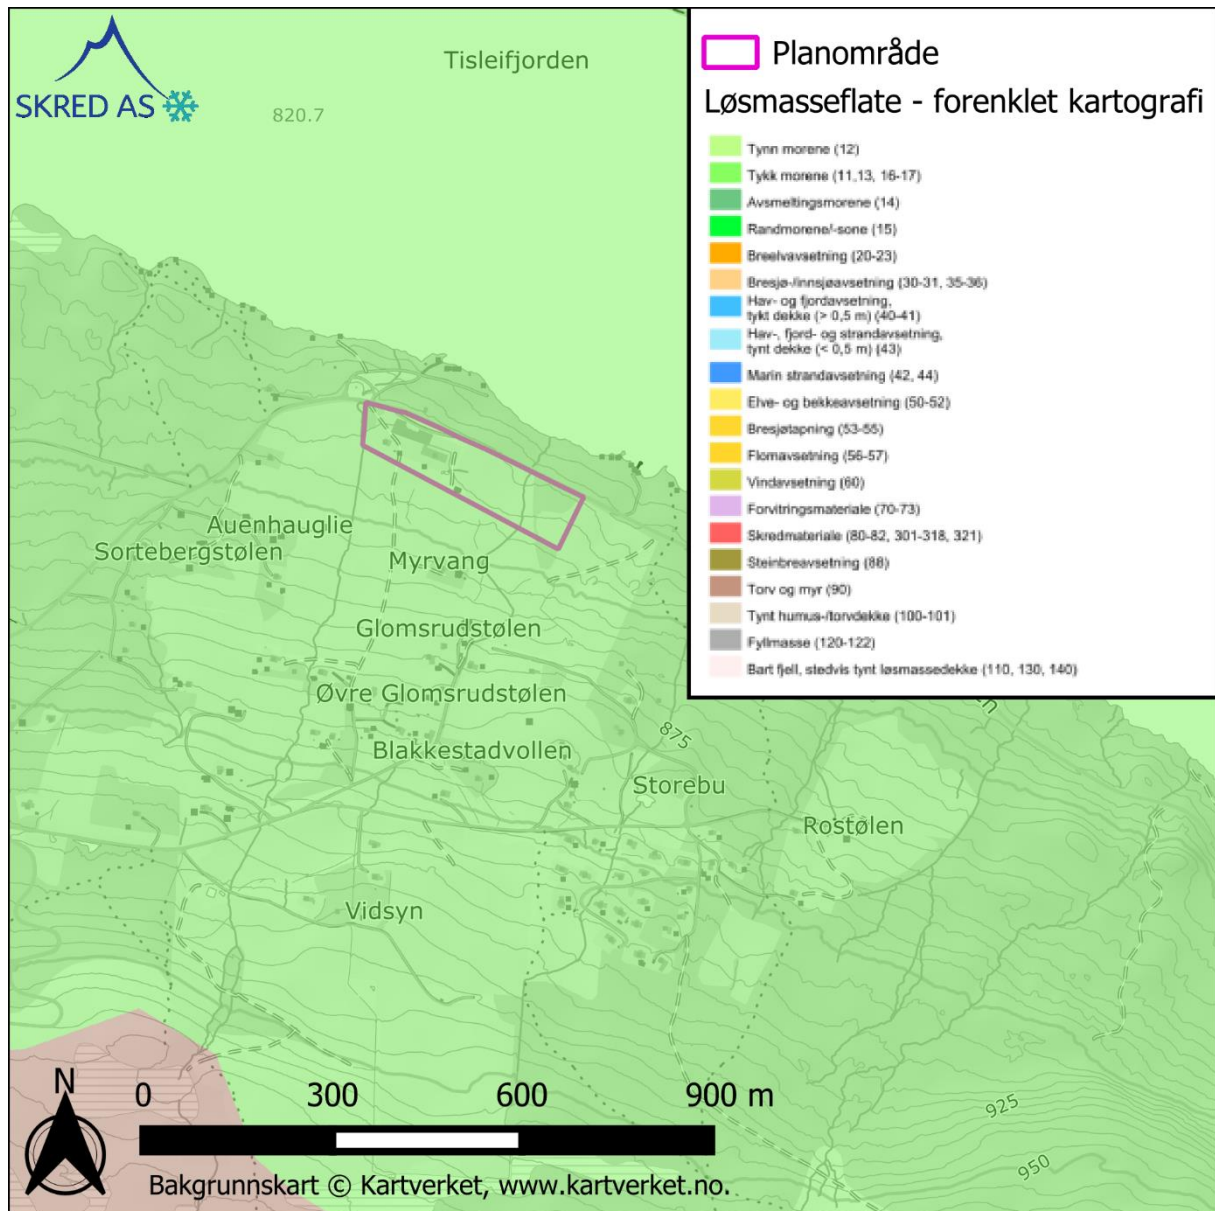 SKRED AS
Tisleifjorden
820.7
Planområde
Løsmasseflate - forenklet kartografi
Tynn morene (12)
Tykk morene (11,13, 16-17)
Avsmeltingsmorene (14)
Randmorene/-sone (15)
Breelvavsetning (20-23)
Bresjø-/innsjøavsetning (30-31, 35-36)
Hav- og fjordavsetning,
tykt dekke (> 0,5 m) (40-41)
Hav-, fjord- og strandavsetning,
tynt dekke (< 0,5 m) (43)
Marin strandavsetning (42, 44)
Elve- og bekkeavsetning (50-52)
Bresjøtapning (53-55)
Flomavsetning (56-57)
Vindavsetning (60)
Forvitringsmateriale (70-73)
Skredmateriale (80-82, 301-318, 321)
Steinbreavsetning (88)
Torv og myr (90)
Tynt humus-/torvdekke (100-101)
Fyllmasse (120-122)
Bart fjell, stedvis tynt løsmassedekke (110, 130, 140)
Auenhauglie
Sortebergstølen
Myrvang
Glomsrudstølen
Øvre Glomsrudstølen
Blakkestadvollen
875
Storebu
Rostølen
Vidsyn
925
950
N
0 300 600 900 m
Bakgrunnskart © Kartverket, www.kartverket.no.